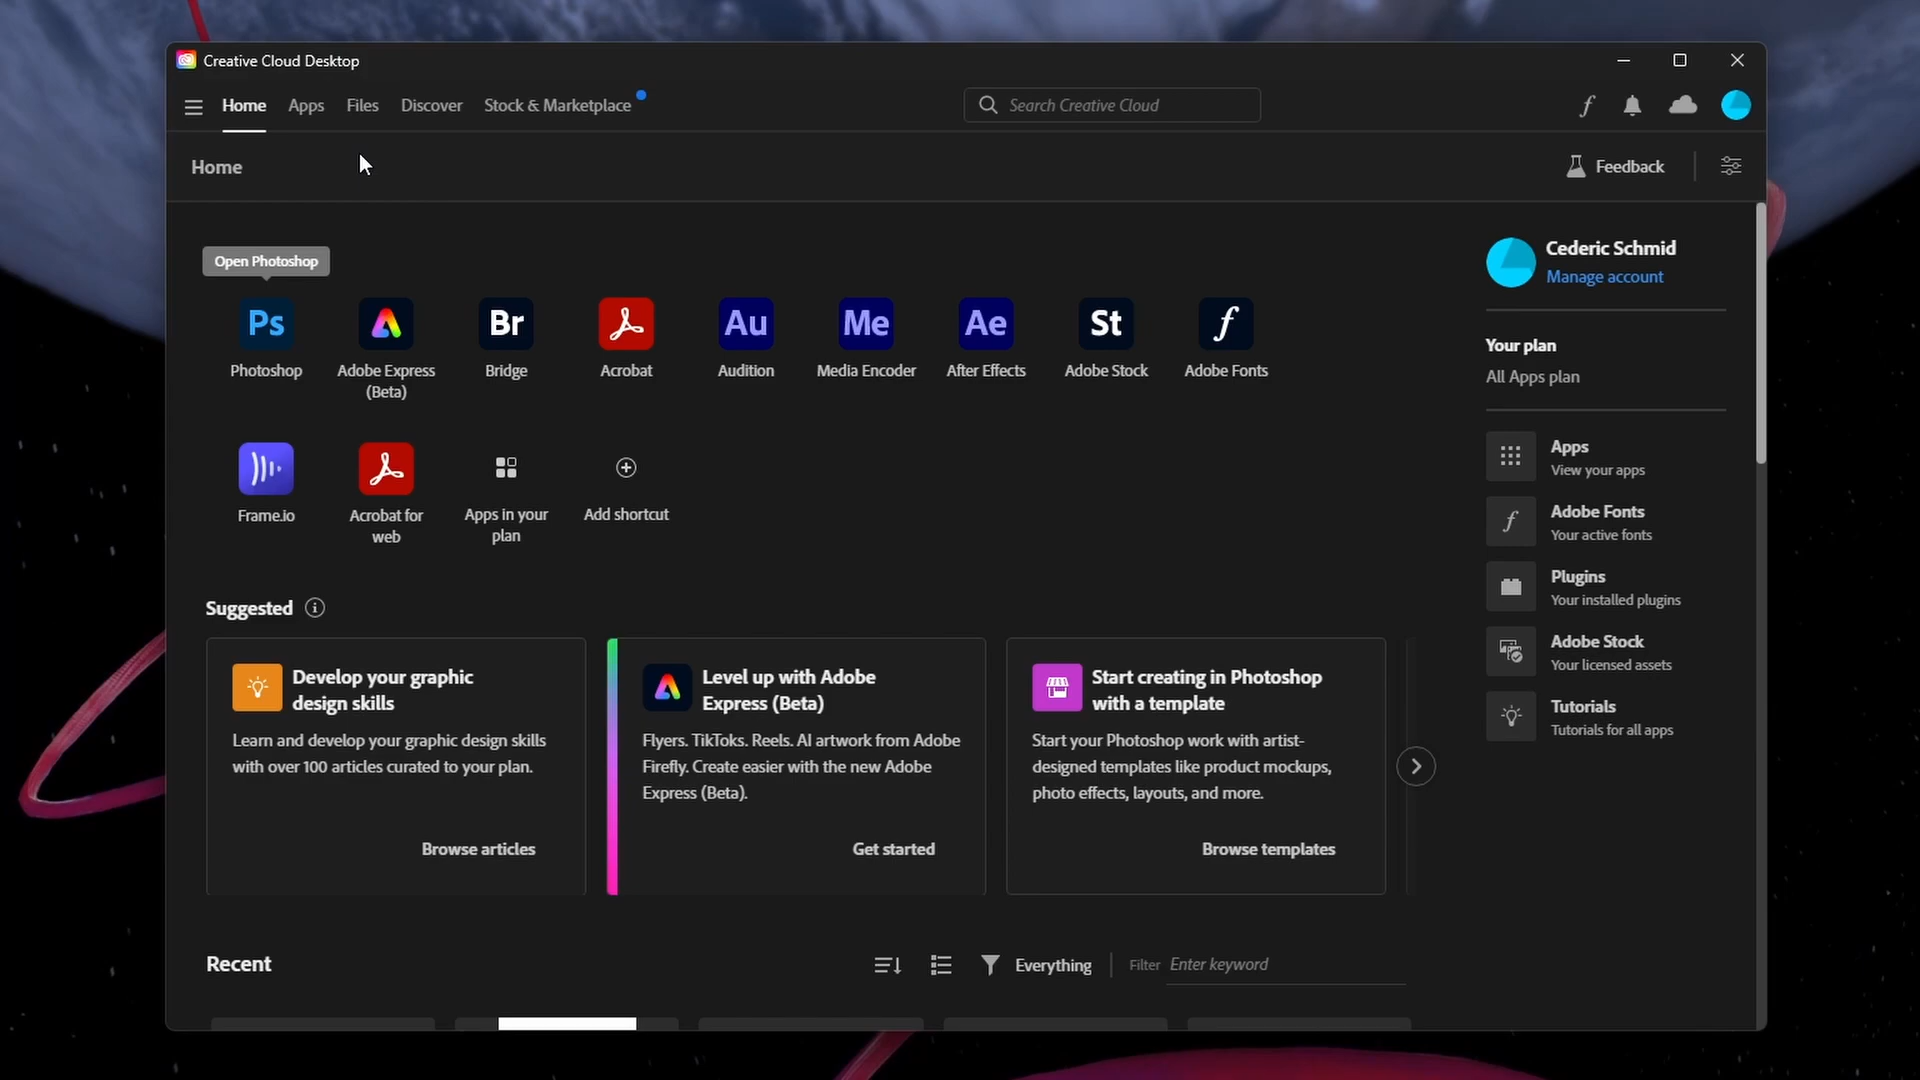 Creative Cloud Desktop
Home Apps Files Discover Stock & Marketplace Search Creative Cloud f
Home Feedback
Open Photoshop
Ps Br Au Me Ae St f
Photoshop Adobe Express Bridge Acrobat Audition Media Encoder After Effects Adobe Stock Adobe Fonts
(Beta)
Frame.io Acrobat for Apps in your Add shortcut
web plan
Cederic Schmid
Manage account
Your plan
All Apps plan
Apps
View your apps
f
Adobe Fonts
Your active fonts
Plugins
Your installed plugins
Adobe Stock
Your licensed assets
Tutorials
Tutorials for all apps
Suggested
Develop your graphic
design skills
Learn and develop your graphic design skills
with over 100 articles curated to your plan.
Browse articles
Level up with Adobe
Express (Beta)
Flyers. TikToks. Reels. AI artwork from Adobe
Firefly. Create easier with the new Adobe
Express (Beta).
Get started
Start creating in Photoshop
with a template
Start your Photoshop work with artist-
designed templates like product mockups,
photo effects, layouts, and more.
Browse templates
Recent Everything Filter Enter keyword